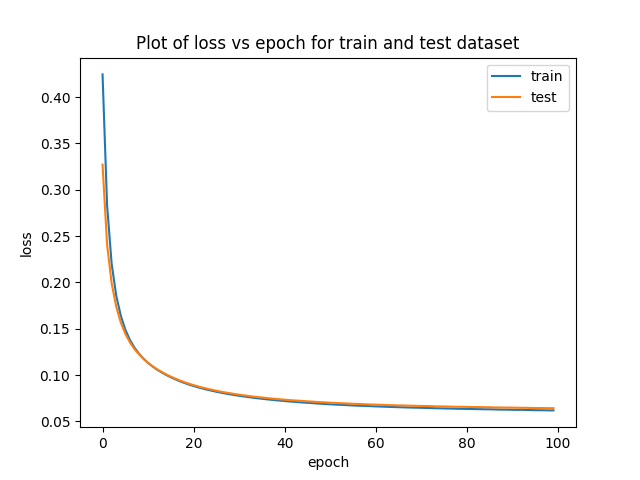 Plot of loss vs epoch for train and test dataset
train
test
0.40
0.35
0.30
0.25
0.20
0.15
0.10
0.05
loss
0 20 40 60 80 100
epoch